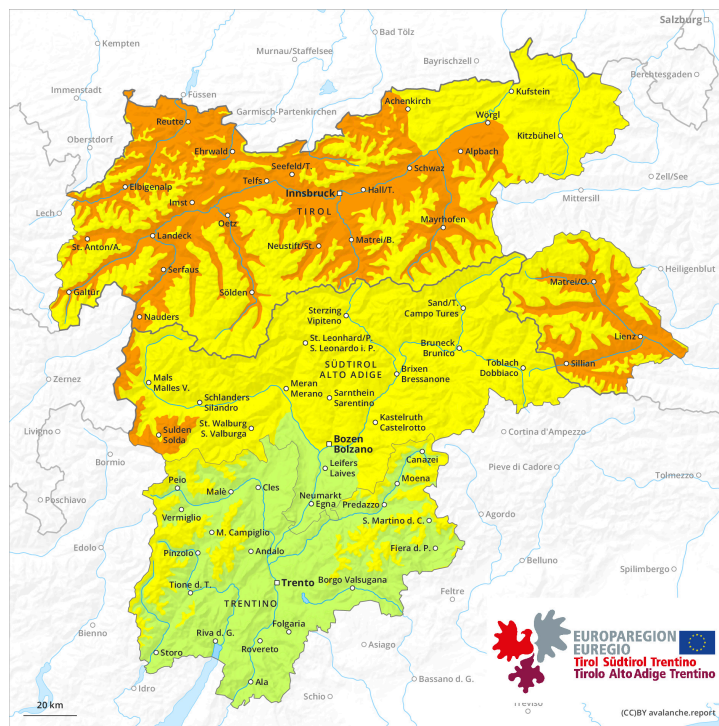 Salzburg
Kempten
Bad Tölz
Murnau/Staffelsee
Bayrischzell
Berchtesgaden
Immenstadt
Füssen
Achenkirch
Kufstein
Garmisch-Partenkirchen
Reutte
Wörgl
Oberstdorf
Kitzbühel
Ehrwald
Alpbach
Seefeld/T.
Schwaz
Zell/See
Telfs
Elbigenalp
Innsbruck
Hall/T.
Mittersill
Imst
TIROL
Lech
Oetz
Mayrhofen
Landeck
Neustift/St.
Matrei/B.
St. Anton/A.
Serfaus
Heiligenblut
Matrei/O.
Galtür
Sölden
Sand/T.
Campo Tures
Sterzing
Vipiteno
Nauders
Lienz
St. Leonhard/P.
S. Leonardo i. P.
Bruneck
Brunico
Sillian
Toblach
Dobbiaco
SÜDTIROL
ALTO ADIGE
Brixen
Bressanone
Zernez
Mals
Malles V.
Meran
Merano
Sarnthein
Sarentino
Schlanders
Silandro
Kastelruth
Castelrotto
St. Walburg
S. Valburga
Livigno
Sulden
Solda
Cortina d'Ampezzo
Bozen
Bolzano
Bormio
Canazei
Leifers
Laives
Pieve di Cadore
Tolmezzo
Peio
Moena
Malè
Cles
Neumarkt
Egna
Predazzo
Poschiavo
Vermiglio
Agordo
S. Martino d. C.
M. Campiglio
Edolo
Pinzolo
Andalo
Fiera d. P.
Belluno
Spilimbergo
Trento
Borgo Valsugana
Tione d. T.
Feltre
TRENTINO
Folgaria
Bienno
Riva d. G.
Rovereto
Asiago
Storo
Ala
Bassano d. G.
Idro
Schio
Treviso
20 km
EUROPAREGION
EUREGIO
Tirol Südtirol Trentino
Tirolo Alto Adige Trentino
(CC)BY avalanche.report